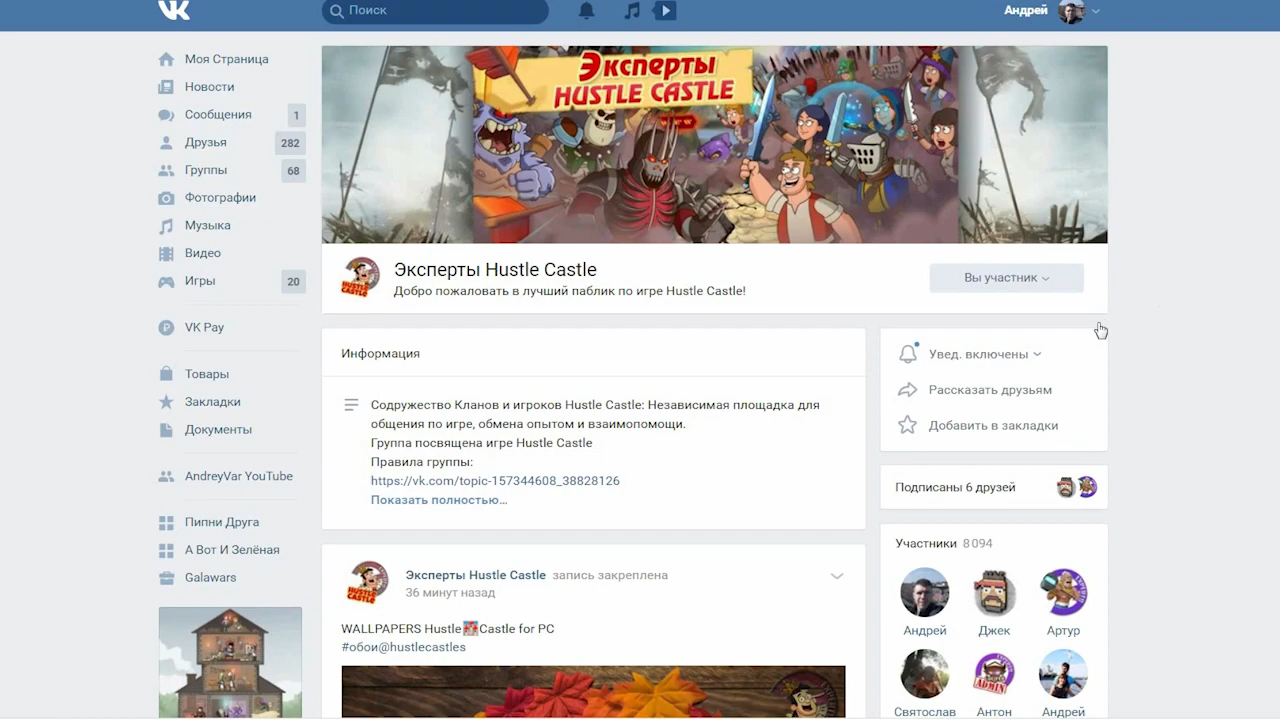 Поиск
Андрей
Моя Страница
Новости
Сообщения 1
Друзья 282
Группы 68
Фотографии
Музыка
Видео
Игры 20
VK Pay
Товары
Закладки
Документы
AndreyVar YouTube
Пипни Друга
А Вот И Зелёная
Galawars
Эксперты
HUSTLE CASTLE
Эксперты Hustle Castle
Добро пожаловать в лучший паблик по игре Hustle Castle!
Вы участник
Информация
Содружество Кланов и игроков Hustle Castle: Независимая площадка для
общения по игре, обмена опытом и взаимопомощи.
Группа посвящена игре Hustle Castle
Правила группы:
https://vk.com/topic-157344608_38828126
Показать полностью…
Эксперты Hustle Castle запись закреплена
36 минут назад
WALLPAPERS Hustle Castle for PC
#обои@hustlecastles
Увед. включены
Рассказать друзьям
Добавить в закладки
Подписаны 6 друзей
Участники 8 094
Андрей
Джек
Артур
ADMIN
Святослав
Антон
Андрей